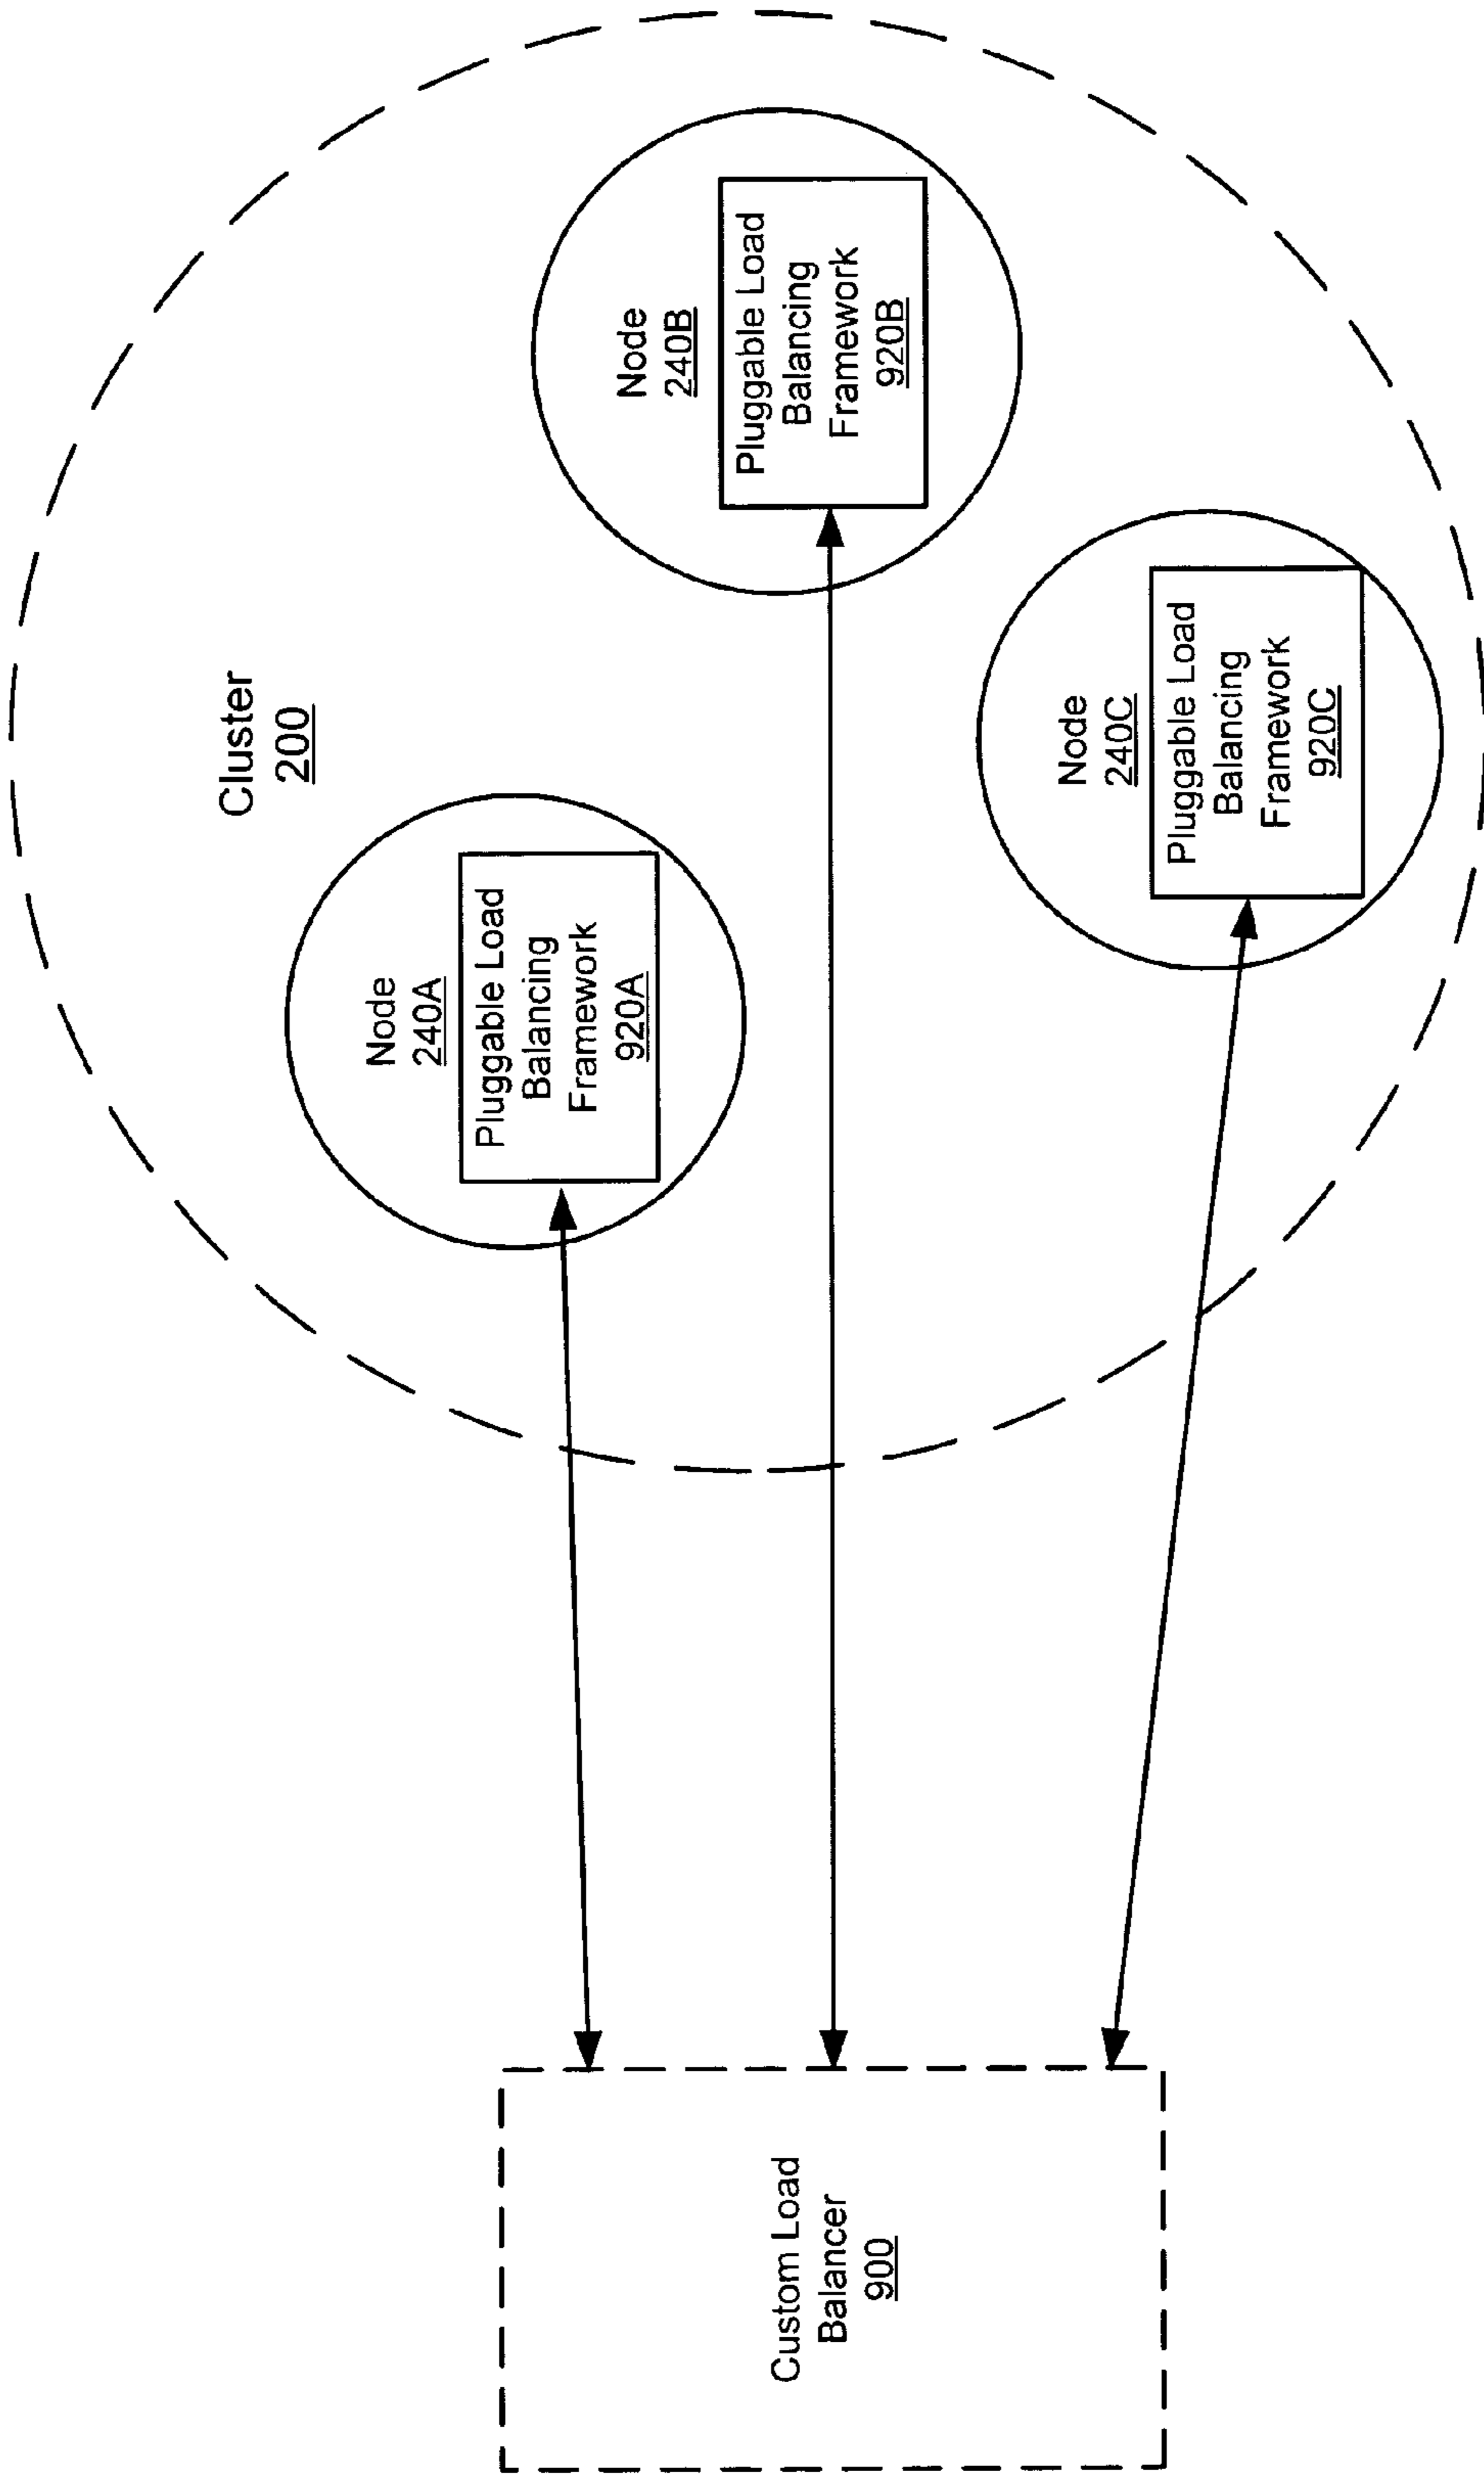 Cluster
200
Node
240A
Pluggable Load
Balancing
Framework
920A
Node
240B
Pluggable Load
Balancing
Framework
920B
Node
240C
Pluggable Load
Balancing
Framework
920C
Custom Load
Balancer
900